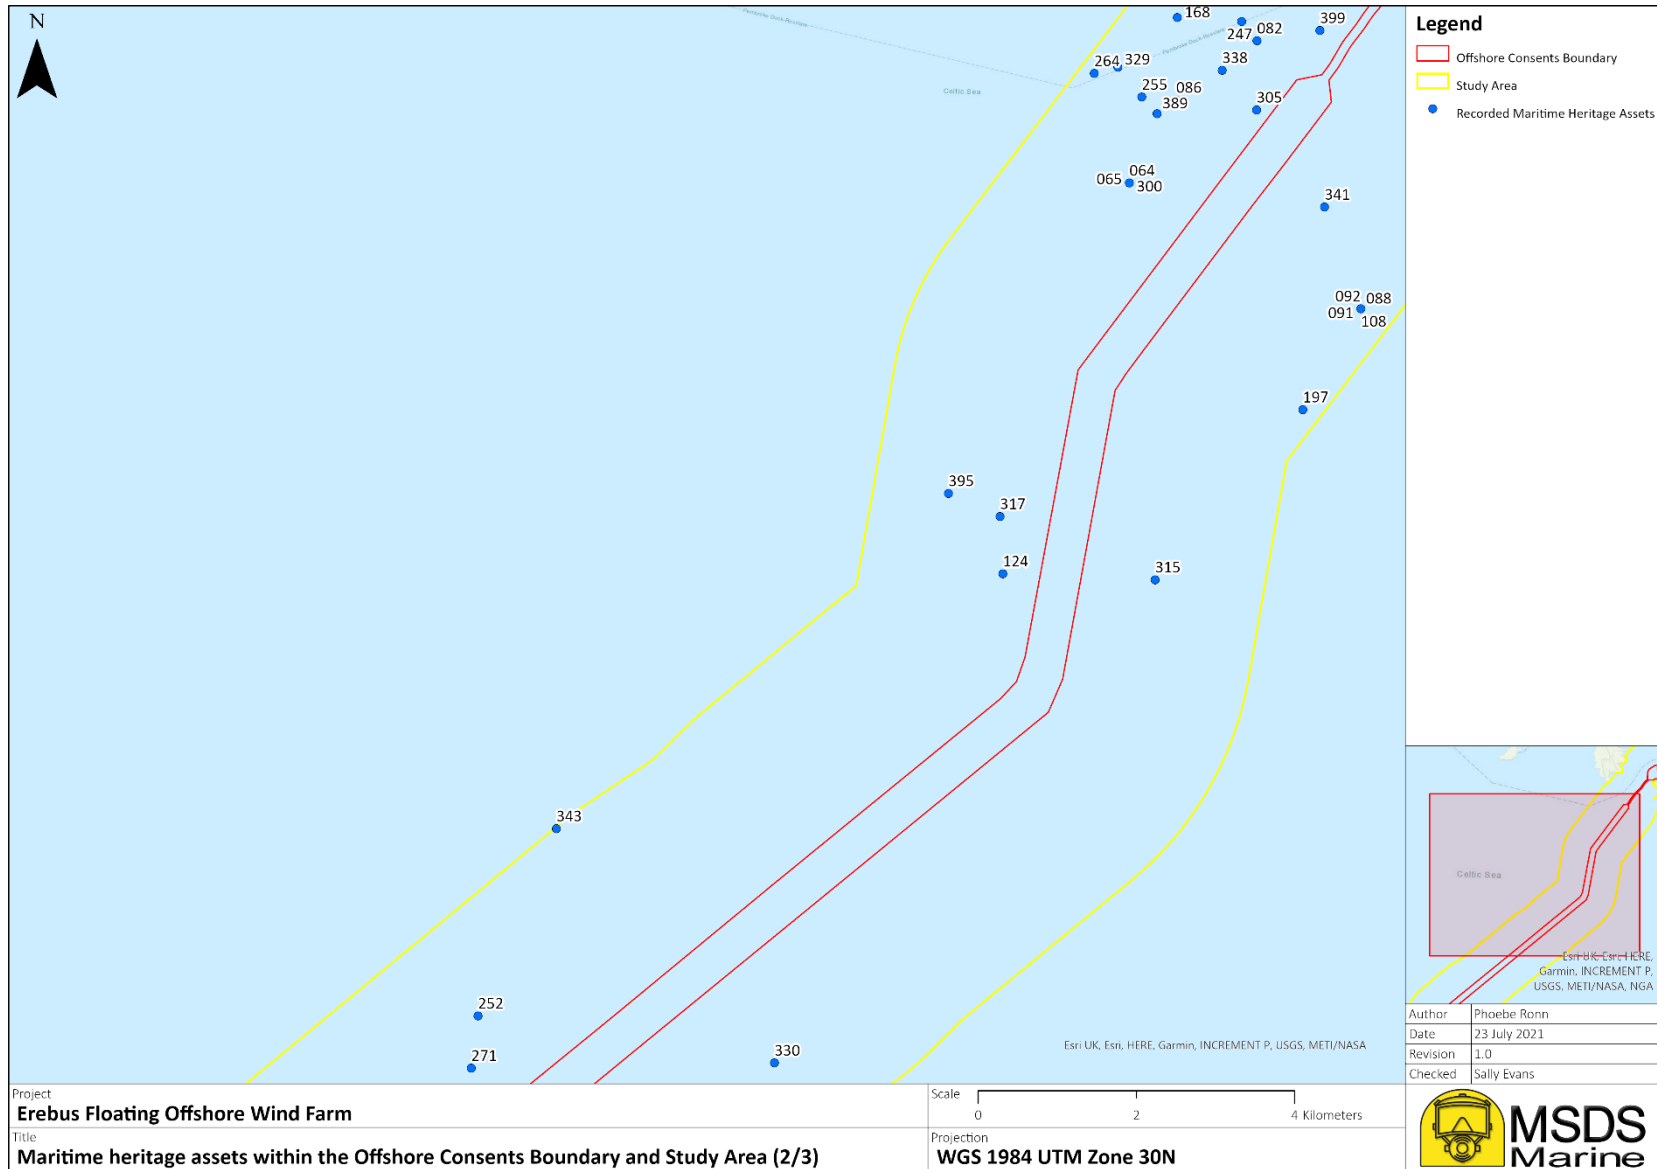 N
Legend
Offshore Consents Boundary
Study Area
Recorded Maritime Heritage Assets
Celtic Sea
168
247
082
399
264
329
338
255
086
389
305
065
064
300
341
092
088
091
108
197
395
317
124
315
343
252
271
330
Esri UK, Esri, HERE, Garmin, INCREMENT P, USGS, METI/NASA
Celtic Sea
Esri UK, Esri, HERE,
Garmin, INCREMENT P,
USGS, METI/NASA, NGA
Author Phoebe Ronn
Date 23 July 2021
Revision 1.0
Checked Sally Evans
Project
Erebus Floating Offshore Wind Farm
Title
Maritime heritage assets within the Offshore Consents Boundary and Study Area (2/3)
Scale
0 2 4 Kilometers
Projection
WGS 1984 UTM Zone 30N
MSDS
Marine